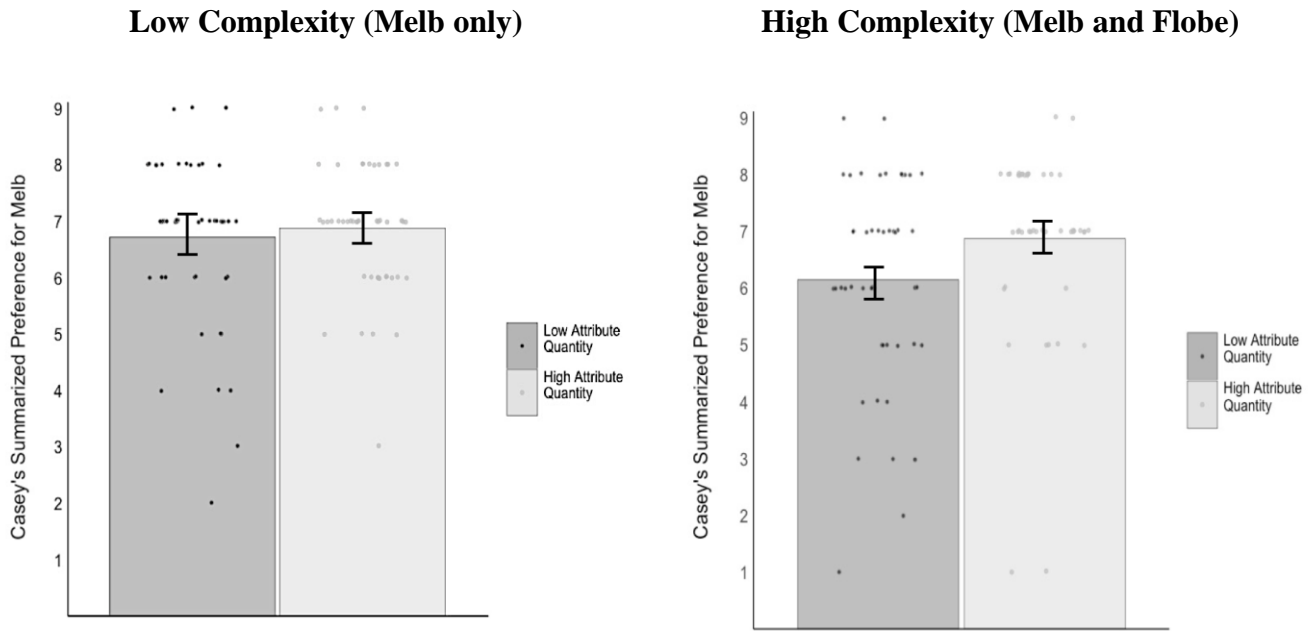 Low Complexity (Melb only)
Casey's Summarized Preference for Melb
9
8
7
6
5
4
3
2
1
Low Attribute
Quantity
High Attribute
Quantity
High Complexity (Melb and Flobe)
Casey's Summarized Preference for Melb
9
8
7
6
5
4
3
2
1
Low Attribute
Quantity
High Attribute
Quantity